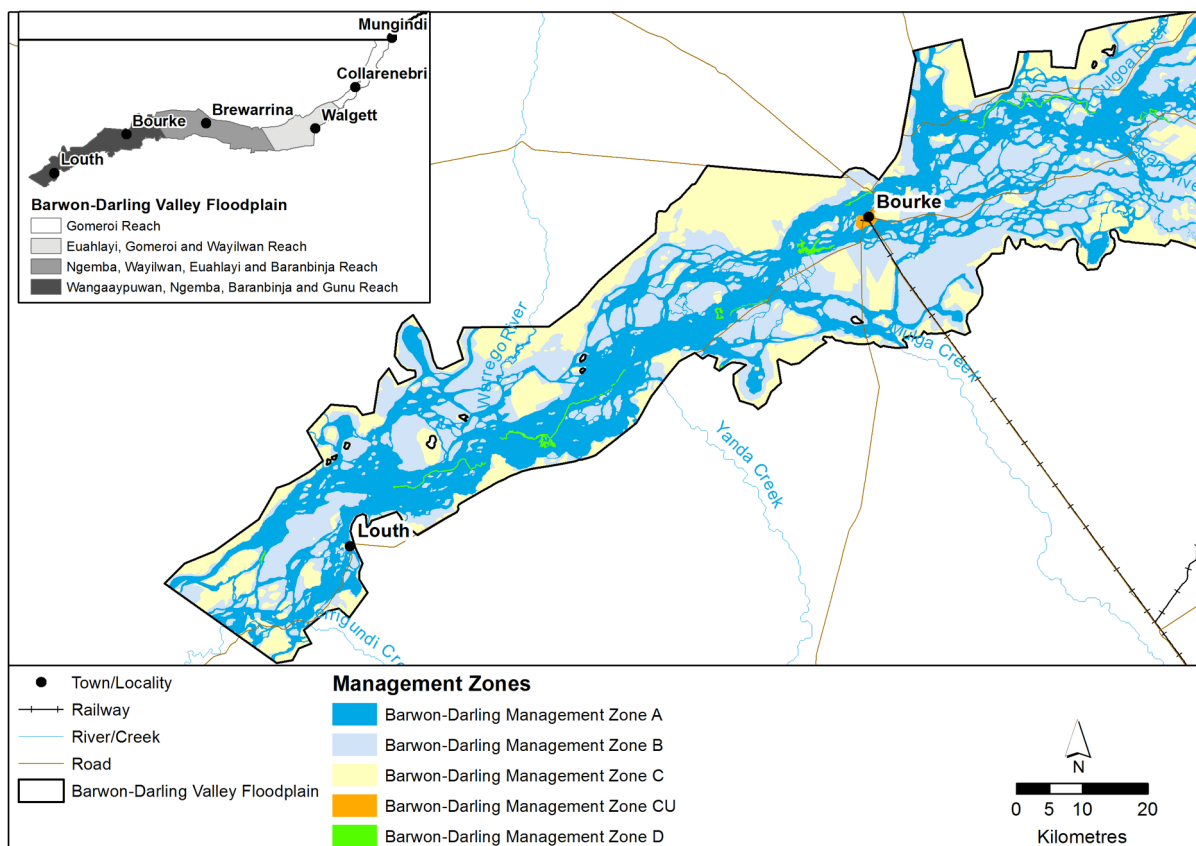 Mungindi
Collarenebri
Brewarrina
Walgett
Bourke
Louth
Barwon-Darling Valley Floodplain
Gomeroi Reach
Euahlayi, Gomeroi and Wayilwan Reach
Ngemba, Wayilwan, Euahlayi and Baranbinja Reach
Wangaaypuwan, Ngemba, Baranbinja and Gunu Reach
Bourke
Warrego River
Mulga Creek
Yanda Creek
Louth
Town/Locality
Railway
River/Creek
Road
Barwon-Darling Valley Floodplain
Management Zones
Barwon-Darling Management Zone A
Barwon-Darling Management Zone B
Barwon-Darling Management Zone C
Barwon-Darling Management Zone CU
Barwon-Darling Management Zone D
N
0 5 10 20
Kilometres